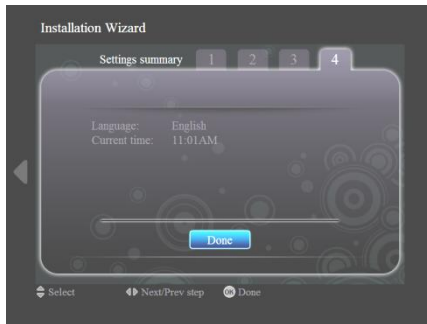 Installation Wizard
Settings summary 1 2 3 4
Language: English
Current time: 11:01AM
Done
Select Next/Prev step OK Done